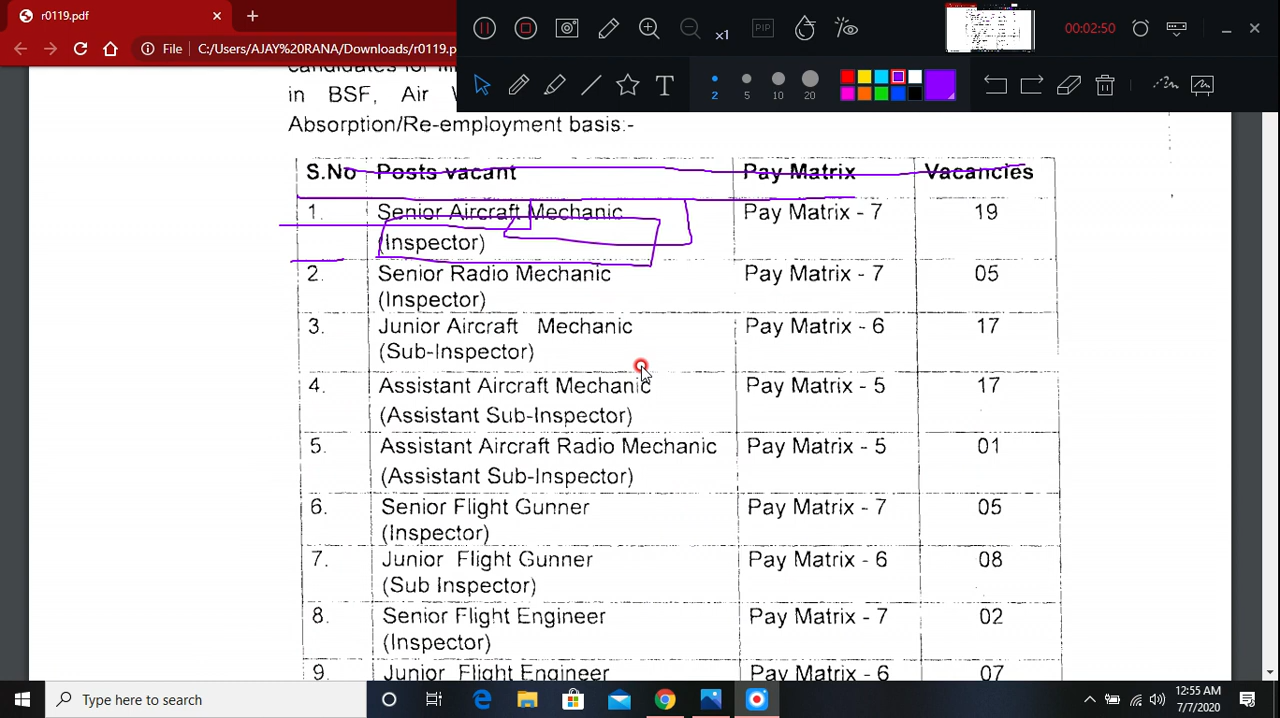 r0119.pdf
x1
PIP
00:02:50
File C:/Users/AJAY%20RANA/Downloads/r0119.p
2 5 10 20
T
in BSF, Air
Absorption/Re-employment basis:-
S.No Posts vacant Pay Matrix Vacancies
1. Senior Aircraft Mechanic Pay Matrix - 7 19
(Inspector)
2. Senior Radio Mechanic Pay Matrix - 7 05
(Inspector)
3. Junior Aircraft Mechanic Pay Matrix - 6 17
(Sub-Inspector)
4. Assistant Aircraft Mechanic Pay Matrix - 5 17
(Assistant Sub-Inspector)
5. Assistant Aircraft Radio Mechanic Pay Matrix - 5 01
(Assistant Sub-Inspector)
6. Senior Flight Gunner Pay Matrix - 7 05
(Inspector)
7. Junior Flight Gunner Pay Matrix - 6 08
(Sub Inspector)
8. Senior Flight Engineer Pay Matrix - 7 02
(Inspector)
9. Junior Flight Engineer Pay Matrix - 6 07
Type here to search
12:55 AM
7/7/2020